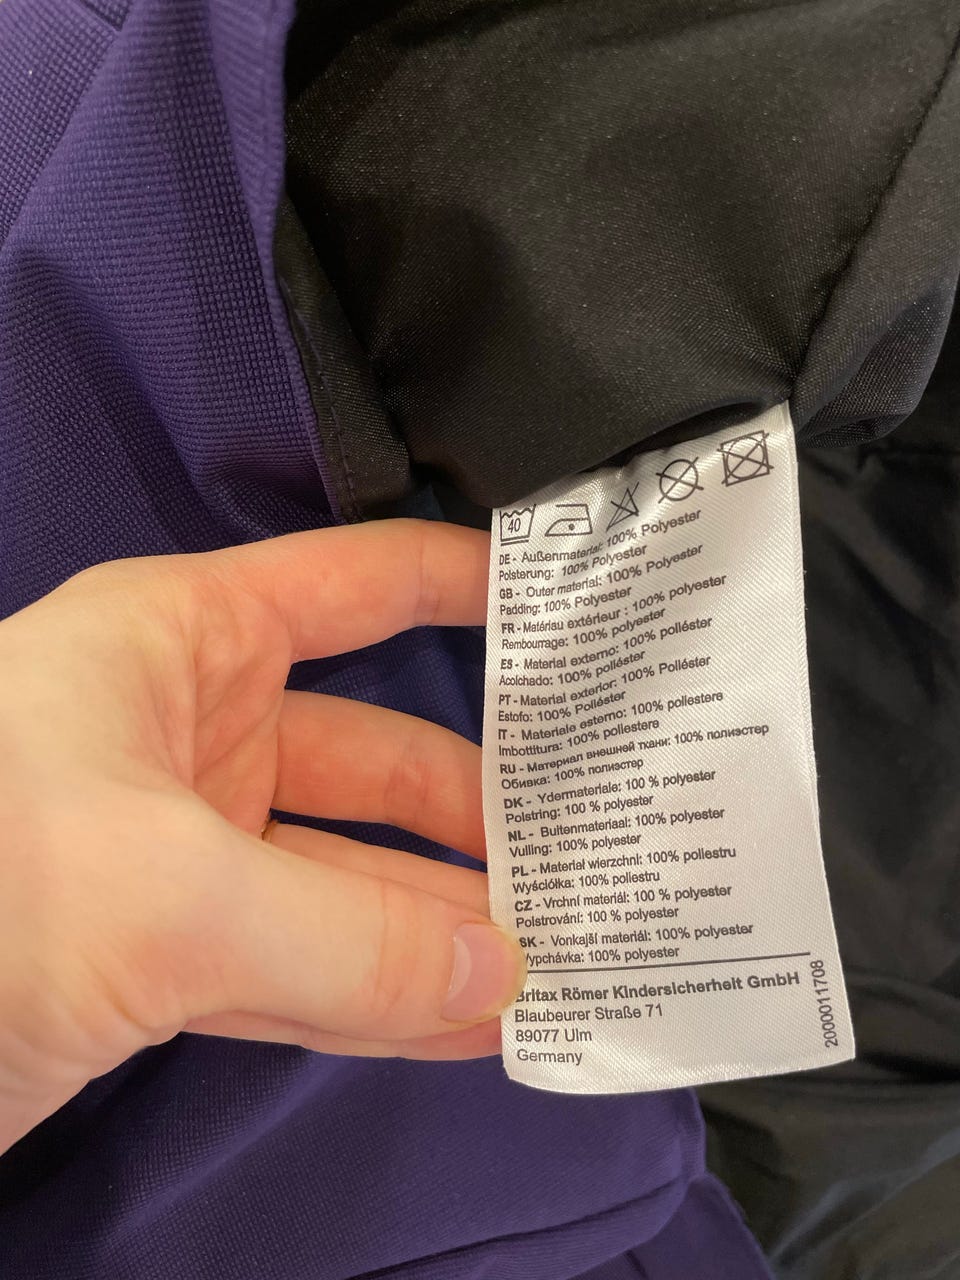 40
DE - Außenmaterial: 100% Polyester
Polsterung: 100% Polyester
GB - Outer material: 100% Polyester
Padding: 100% Polyester
FR - Matériau extérieur : 100% polyester
Rembourrage: 100% polyester
ES - Material externo: 100% poliéster
Acolchado: 100% poliéster
PT - Material exterior: 100% Poliéster
Estofo: 100% Poliéster
IT - Materiale esterno: 100% poliestere
Imbottitura: 100% poliestere
RU - Материал внешней ткани: 100% полиэстер
Обивка: 100% полиэстер
DK - Ydermateriale: 100 % polyester
Polstring: 100 % polyester
NL - Buitenmateriaal: 100% polyester
Vulling: 100% polyester
PL - Materiał wierzchni: 100% poliestru
Wyściółka: 100% poliestru
CZ - Vrchní materiál: 100 % polyester
Polstrování: 100 % polyester
SK - Vonkajší materiál: 100% polyester
Vypchávka: 100% polyester
Britax Römer Kindersicherheit GmbH
Blaubeurer Straße 71
89077 Ulm
Germany
2000011708